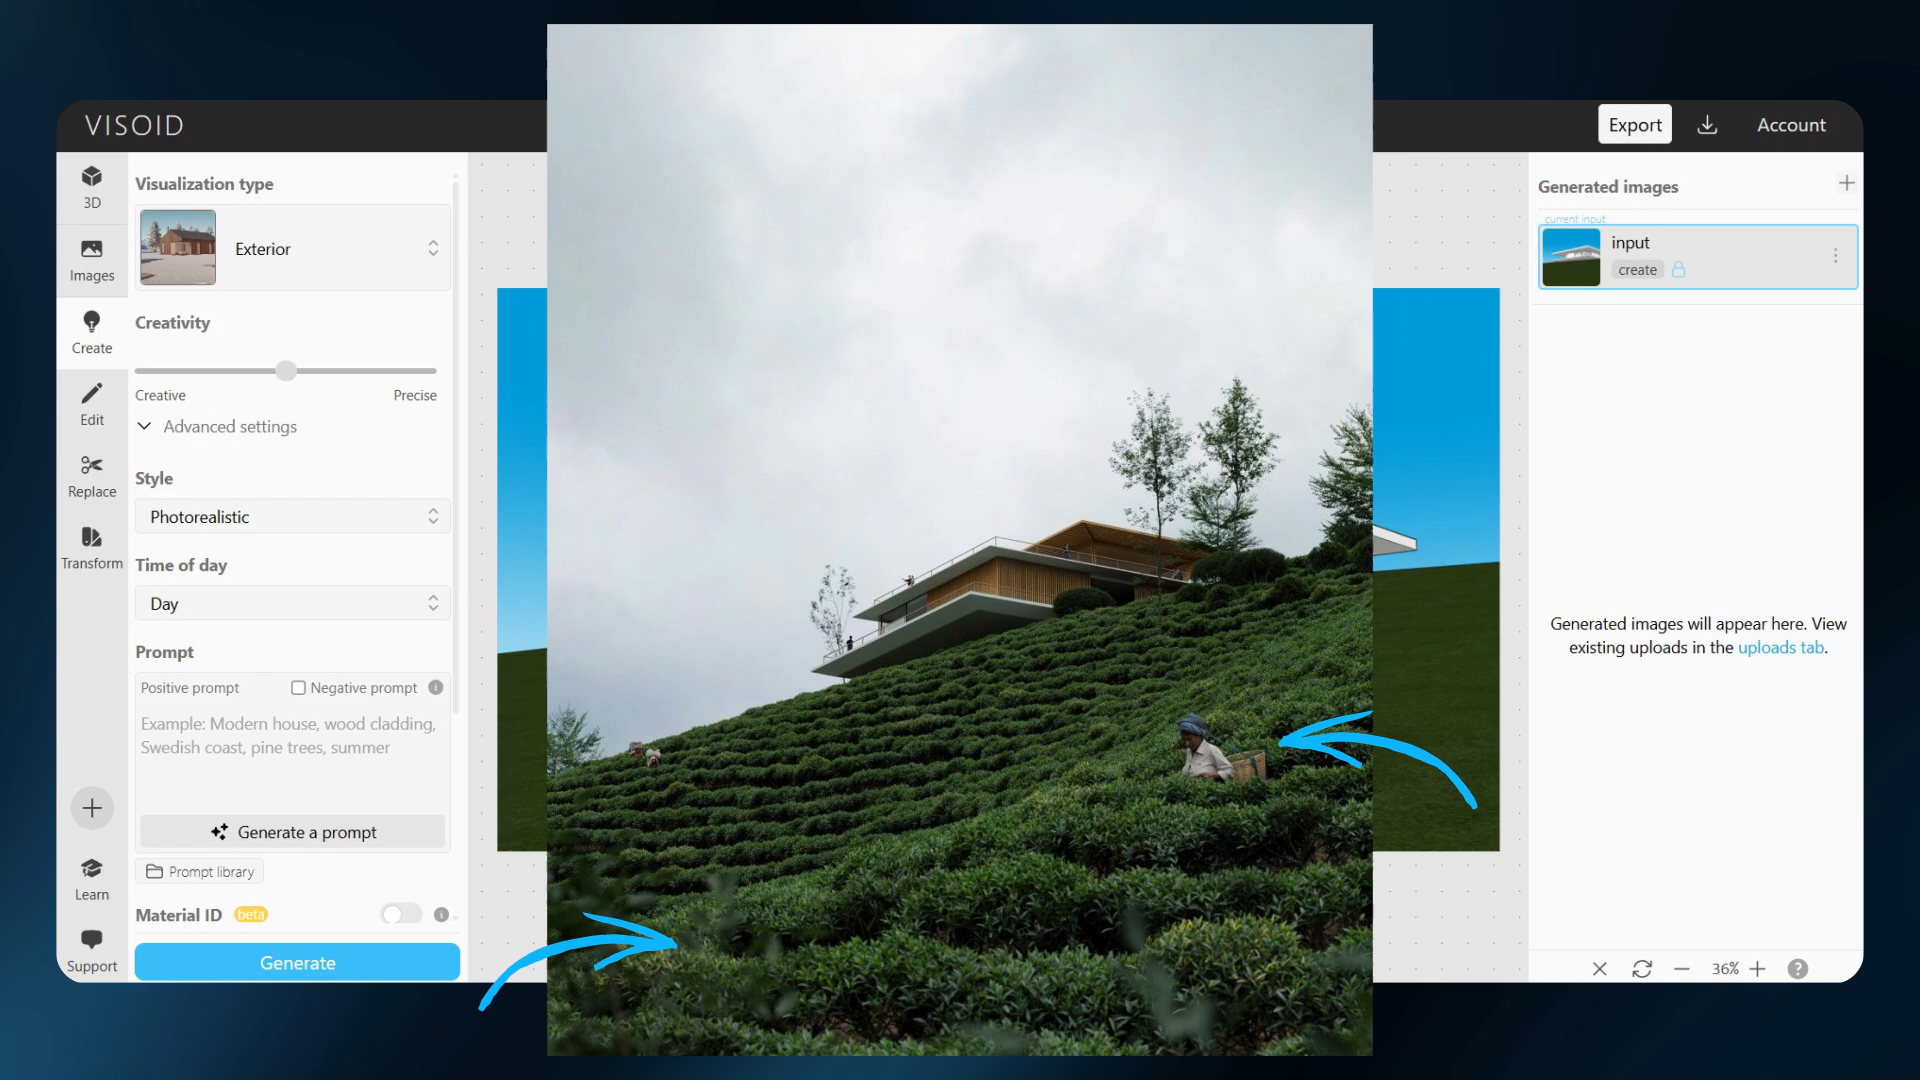 VISOID
Export
Account
3D
Images
Create
Edit
Replace
Transform
Learn
Support
Visualization type
Exterior
Creativity
Creative
Precise
Advanced settings
Style
Photorealistic
Time of day
Day
Prompt
Positive prompt
Negative prompt
Example: Modern house, wood cladding,
Swedish coast, pine trees, summer
Generate a prompt
Prompt library
Material ID beta
Generate
Generated images
current input
input
create
Generated images will appear here. View
existing uploads in the uploads tab.
36%